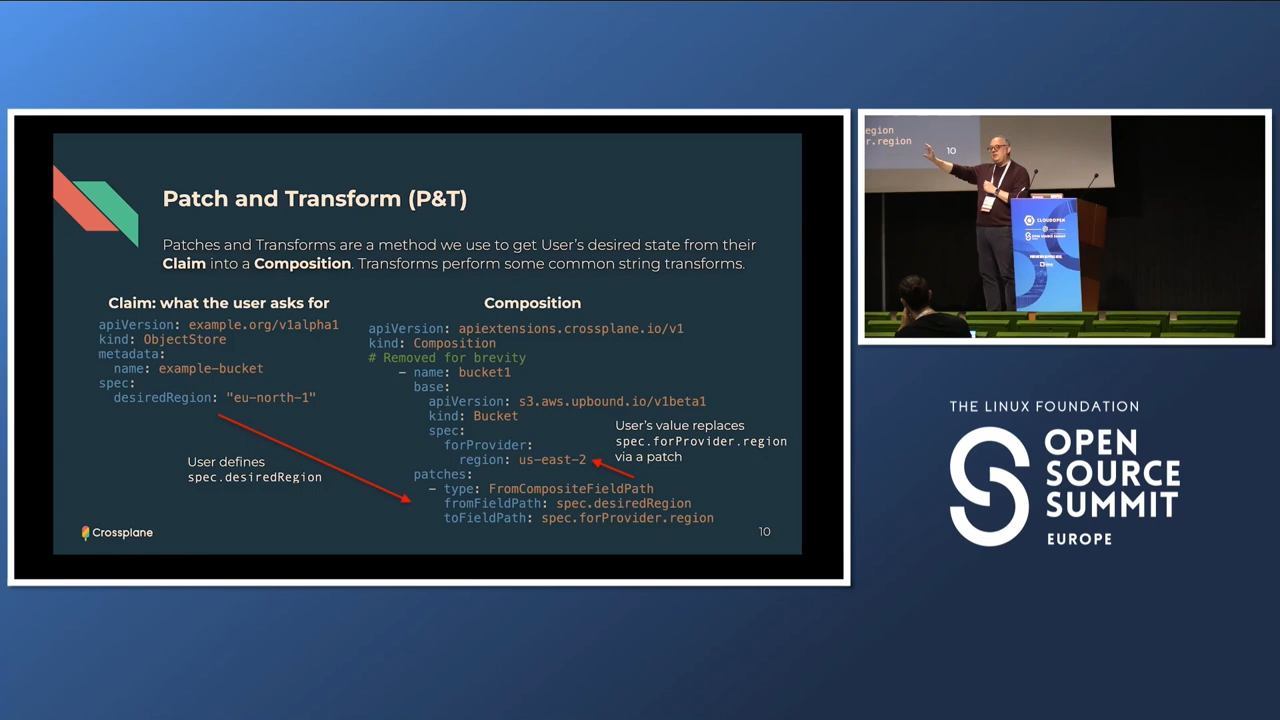 Patch and Transform (P&T)
Patches and Transforms are a method we use to get User's desired state from their
Claim into a Composition. Transforms perform some common string transforms.
Claim: what the user asks for
apiVersion: example.org/v1alpha1
kind: ObjectStore
metadata:
name: example-bucket
spec:
desiredRegion: "eu-north-1"
User defines
spec.desiredRegion
Composition
apiVersion: apiextensions.crossplane.io/v1
kind: Composition
# Removed for brevity
- name: bucket1
base:
apiVersion: s3.aws.upbound.io/v1beta1
kind: Bucket
spec:
forProvider:
region: us-east-2
patches:
- type: FromCompositeFieldPath
fromFieldPath: spec.desiredRegion
toFieldPath: spec.forProvider.region
User's value replaces
spec.forProvider.region
via a patch
Crossplane
10
egion
r.region
10
CLOUDOPEN
OPEN SOURCE SUMMIT
THE LINUX FOUNDATION
OPEN
SOURCE
SUMMIT
EUROPE